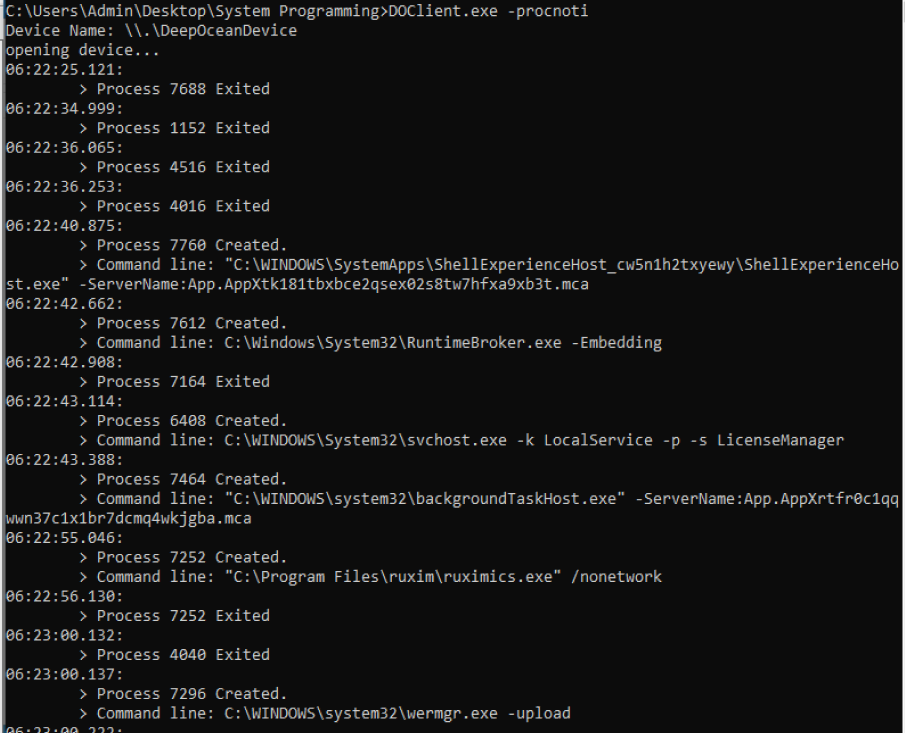 C:\Users\Admin\Desktop\System Programming>DOClient.exe -procnoti
Device Name: \\.\DeepOceanDevice
opening device...
06:22:25.121:
> Process 7688 Exited
06:22:34.999:
> Process 1152 Exited
06:22:36.065:
> Process 4516 Exited
06:22:36.253:
> Process 4016 Exited
06:22:40.875:
> Process 7760 Created.
> Command line: "C:\WINDOWS\SystemApps\ShellExperienceHost_cw5n1h2txyewy\ShellExperienceHo
st.exe" -ServerName:App.AppXtk181tbxbce2qsex02s8tw7hfxa9xb3t.mca
06:22:42.662:
> Process 7612 Created.
> Command line: C:\Windows\System32\RuntimeBroker.exe -Embedding
06:22:42.908:
> Process 7164 Exited
06:22:43.114:
> Process 6408 Created.
> Command line: C:\WINDOWS\System32\svchost.exe -k LocalService -p -s LicenseManager
06:22:43.388:
> Process 7464 Created.
> Command line: "C:\WINDOWS\system32\backgroundTaskHost.exe" -ServerName:App.AppXrtfr0c1qq
wwn37c1x1br7dcmq4wkjgba.mca
06:22:55.046:
> Process 7252 Created.
> Command line: "C:\Program Files\ruxim\ruximics.exe" /nonetwork
06:22:56.130:
> Process 7252 Exited
06:23:00.132:
> Process 4040 Exited
06:23:00.137:
> Process 7296 Created.
> Command line: C:\WINDOWS\system32\wermgr.exe -upload
06:23:00.222: